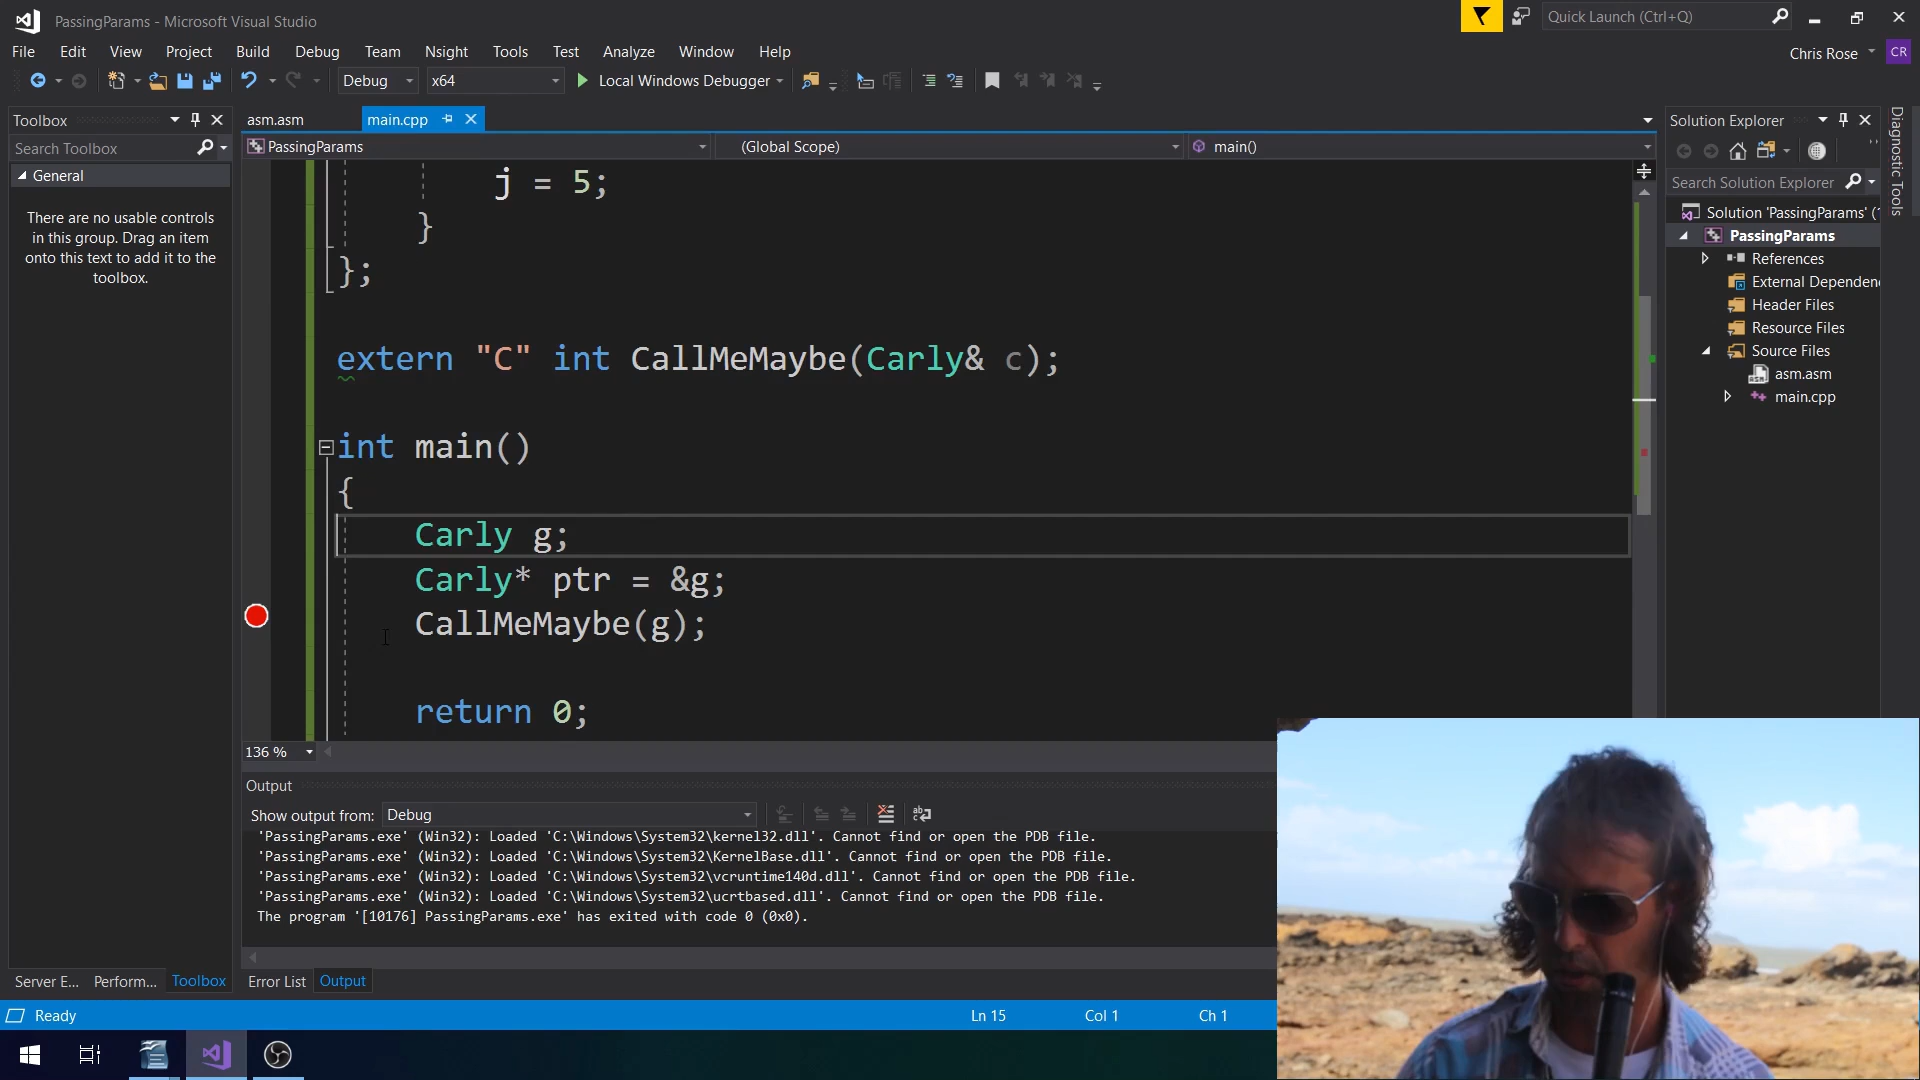 PassingParams - Microsoft Visual Studio
Quick Launch (Ctrl+Q)
File Edit View Project Build Debug Team Nsight Tools Test Analyze Window Help
Chris Rose CR
Debug x64 Local Windows Debugger
Toolbox
Search Toolbox
General
There are no usable controls
in this group. Drag an item
onto this text to add it to the
toolbox.
asm.asm main.cpp
PassingParams (Global Scope) main()
j = 5;
}
};
extern "C" int CallMeMaybe(Carly& c);
int main()
{
Carly g;
Carly* ptr = &g;
CallMeMaybe(g);
return 0;
136 %
Output
Show output from: Debug
'PassingParams.exe' (Win32): Loaded 'C:\Windows\System32\kernel32.dll'. Cannot find or open the PDB file.
'PassingParams.exe' (Win32): Loaded 'C:\Windows\System32\KernelBase.dll'. Cannot find or open the PDB file.
'PassingParams.exe' (Win32): Loaded 'C:\Windows\System32\vcruntime140d.dll'. Cannot find or open the PDB file.
'PassingParams.exe' (Win32): Loaded 'C:\Windows\System32\ucrtbased.dll'. Cannot find or open the PDB file.
The program '[10176] PassingParams.exe' has exited with code 0 (0x0).
Solution Explorer
Search Solution Explorer
Solution 'PassingParams' (
PassingParams
References
External Dependen
Header Files
Resource Files
Source Files
asm.asm
main.cpp
Diagnostic Tools
Server E... Perform... Toolbox
Error List Output
Ready Ln 15 Col 1 Ch 1